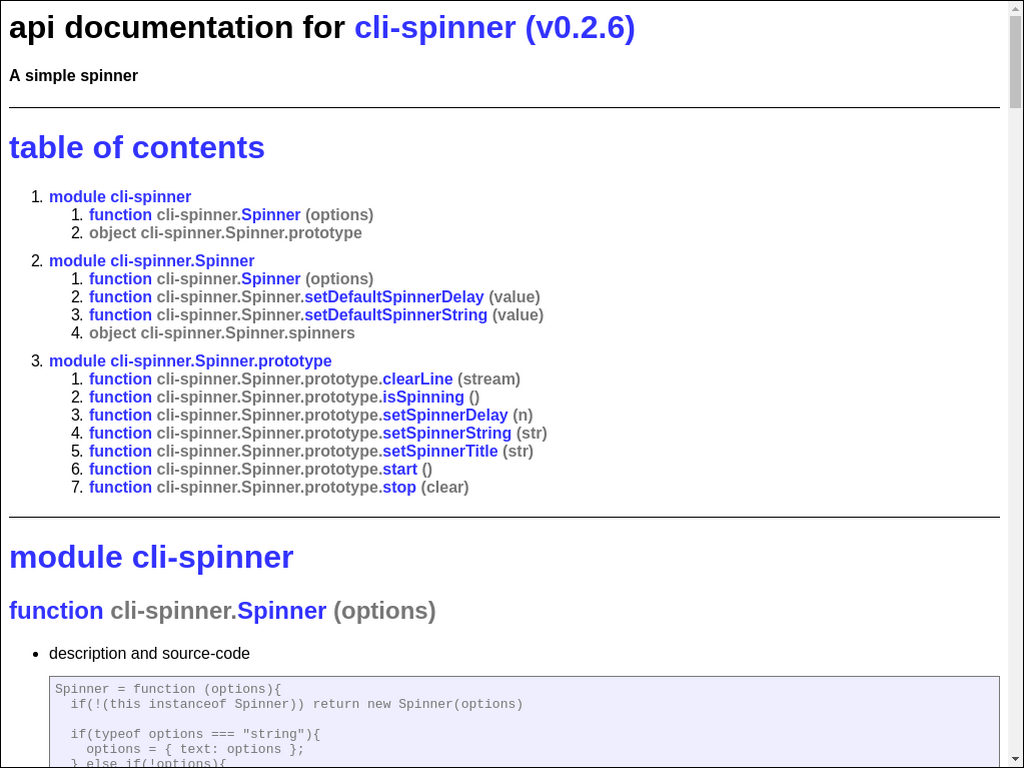 api documentation for cli-spinner (v0.2.6)
A simple spinner
table of contents
1. module cli-spinner
1. function cli-spinner.Spinner (options)
2. object cli-spinner.Spinner.prototype
2. module cli-spinner.Spinner
1. function cli-spinner.Spinner (options)
2. function cli-spinner.Spinner.setDefaultSpinnerDelay (value)
3. function cli-spinner.Spinner.setDefaultSpinnerString (value)
4. object cli-spinner.Spinner.spinners
3. module cli-spinner.Spinner.prototype
1. function cli-spinner.Spinner.prototype.clearLine (stream)
2. function cli-spinner.Spinner.prototype.isSpinning ()
3. function cli-spinner.Spinner.prototype.setSpinnerDelay (n)
4. function cli-spinner.Spinner.prototype.setSpinnerString (str)
5. function cli-spinner.Spinner.prototype.setSpinnerTitle (str)
6. function cli-spinner.Spinner.prototype.start ()
7. function cli-spinner.Spinner.prototype.stop (clear)
module cli-spinner
function cli-spinner.Spinner (options)
• description and source-code
Spinner = function (options){
if(!(this instanceof Spinner)) return new Spinner(options)
if(typeof options === "string"){
options = { text: options };
} else if(!options){